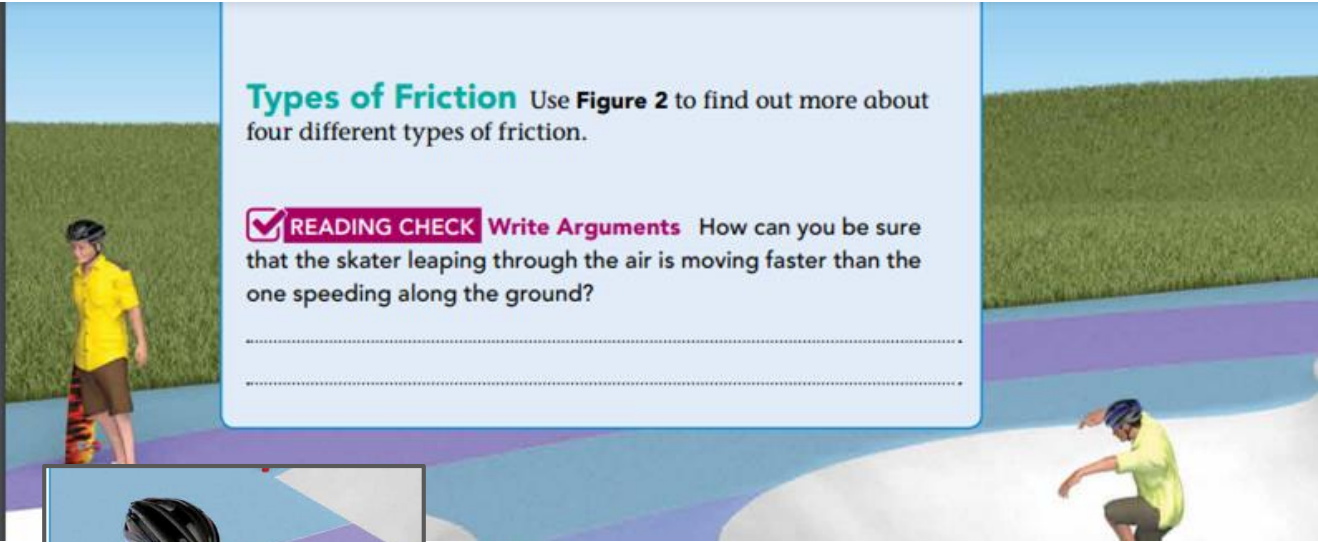 Types of Friction Use Figure 2 to find out more about
four different types of friction.
READING CHECK Write Arguments How can you be sure
that the skater leaping through the air is moving faster than the
one speeding along the ground?